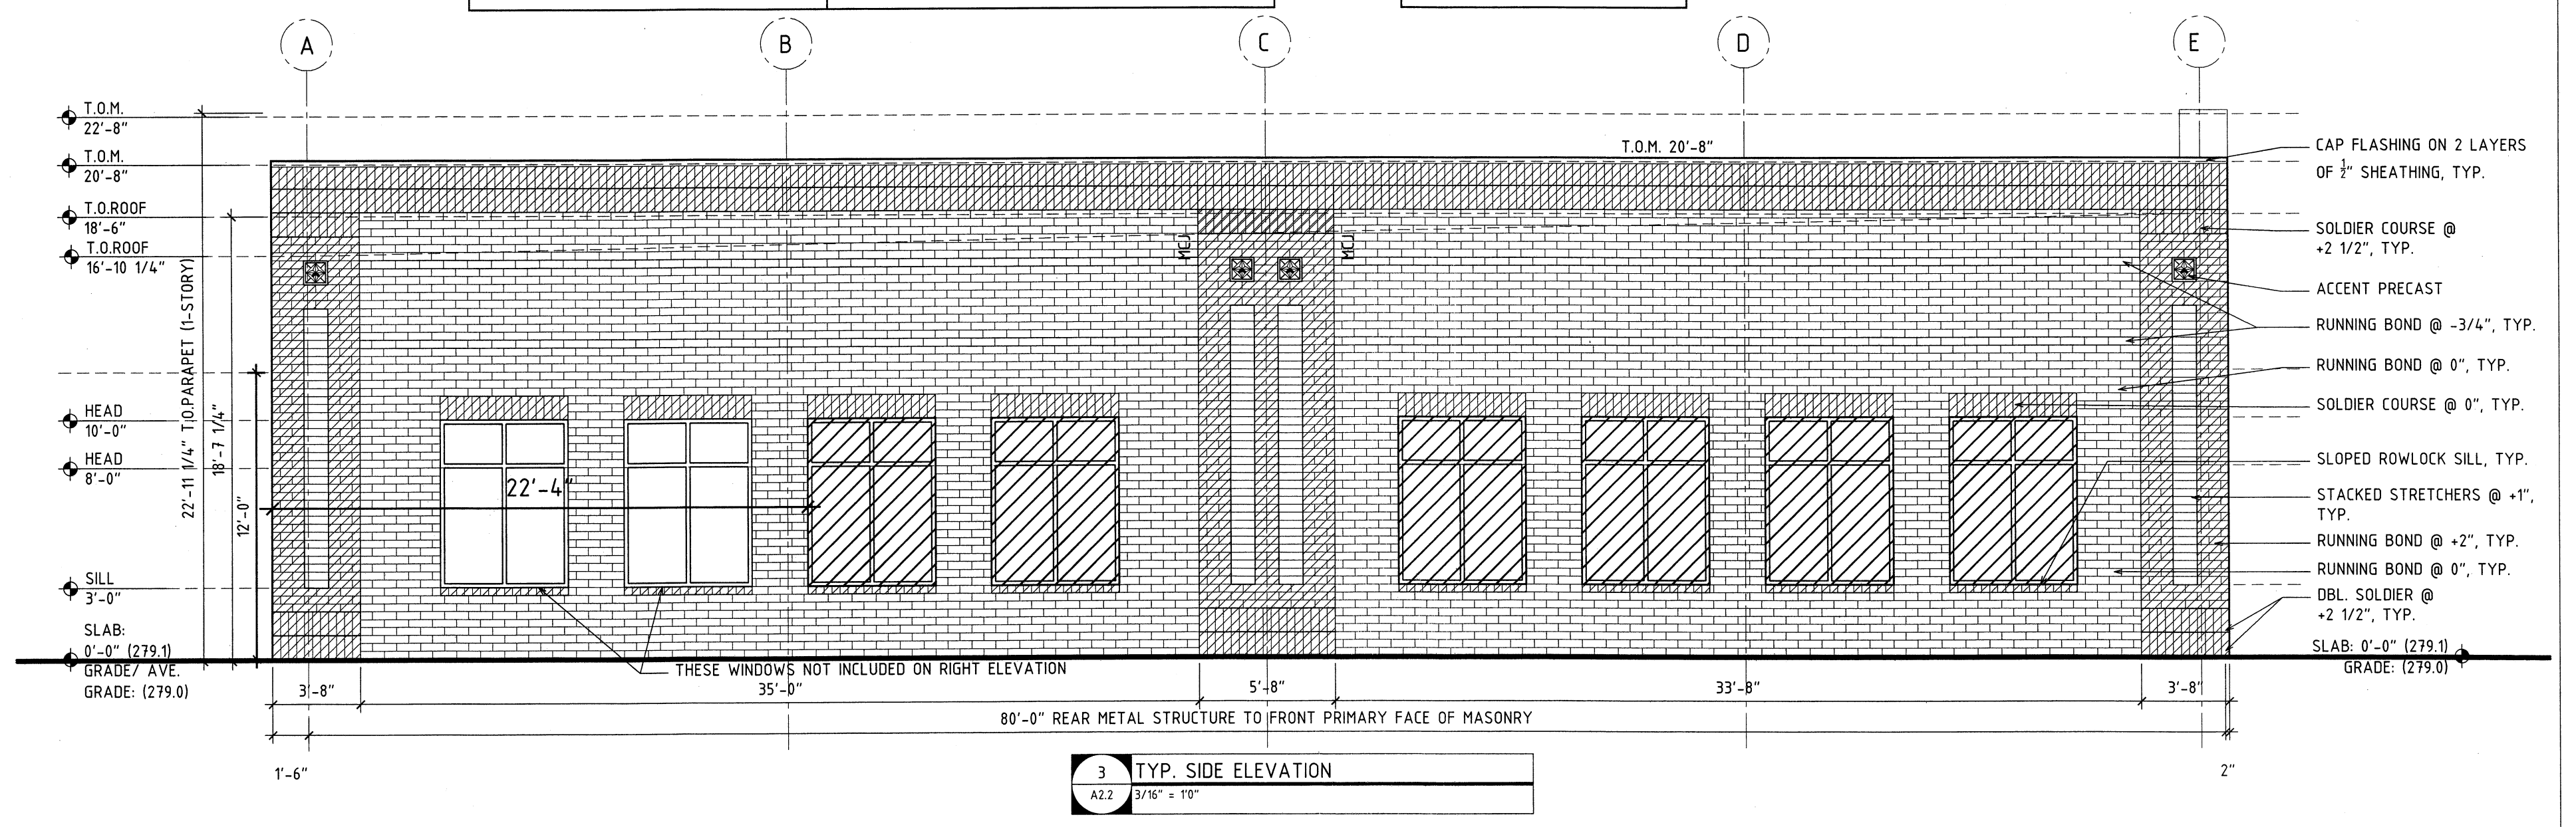 A
B
C
D
E
T.O.M.
22'-8"
T.O.M.
20'-8"
T.O.ROOF
18'-6"
T.O.ROOF
16'-10 1/4"
HEAD
10'-0"
HEAD
8'-0"
SILL
3'-0"
SLAB:
0'-0" (279.1)
GRADE/ AVE.
GRADE: (279.0)
22'-11 1/4" T.O.PARAPET (1-STORY)
18'-7 1/4"
12'-0"
T.O.M. 20'-8"
MCJ
MCJ
22'-4"
CAP FLASHING ON 2 LAYERS
OF 1/2" SHEATHING, TYP.
SOLDIER COURSE @
+2 1/2", TYP.
ACCENT PRECAST
RUNNING BOND @ -3/4", TYP.
RUNNING BOND @ 0", TYP.
SOLDIER COURSE @ 0", TYP.
SLOPED ROWLOCK SILL, TYP.
STACKED STRETCHERS @ +1",
TYP.
RUNNING BOND @ +2", TYP.
RUNNING BOND @ 0", TYP.
DBL. SOLDIER @
+2 1/2", TYP.
SLAB: 0'-0" (279.1)
GRADE: (279.0)
THESE WINDOWS NOT INCLUDED ON RIGHT ELEVATION
3'-8"
35'-0"
5'-8"
33'-8"
3'-8"
80'-0" REAR METAL STRUCTURE TO FRONT PRIMARY FACE OF MASONRY
1'-6"
2"
3
A2.2
TYP. SIDE ELEVATION
3/16" = 1'0"